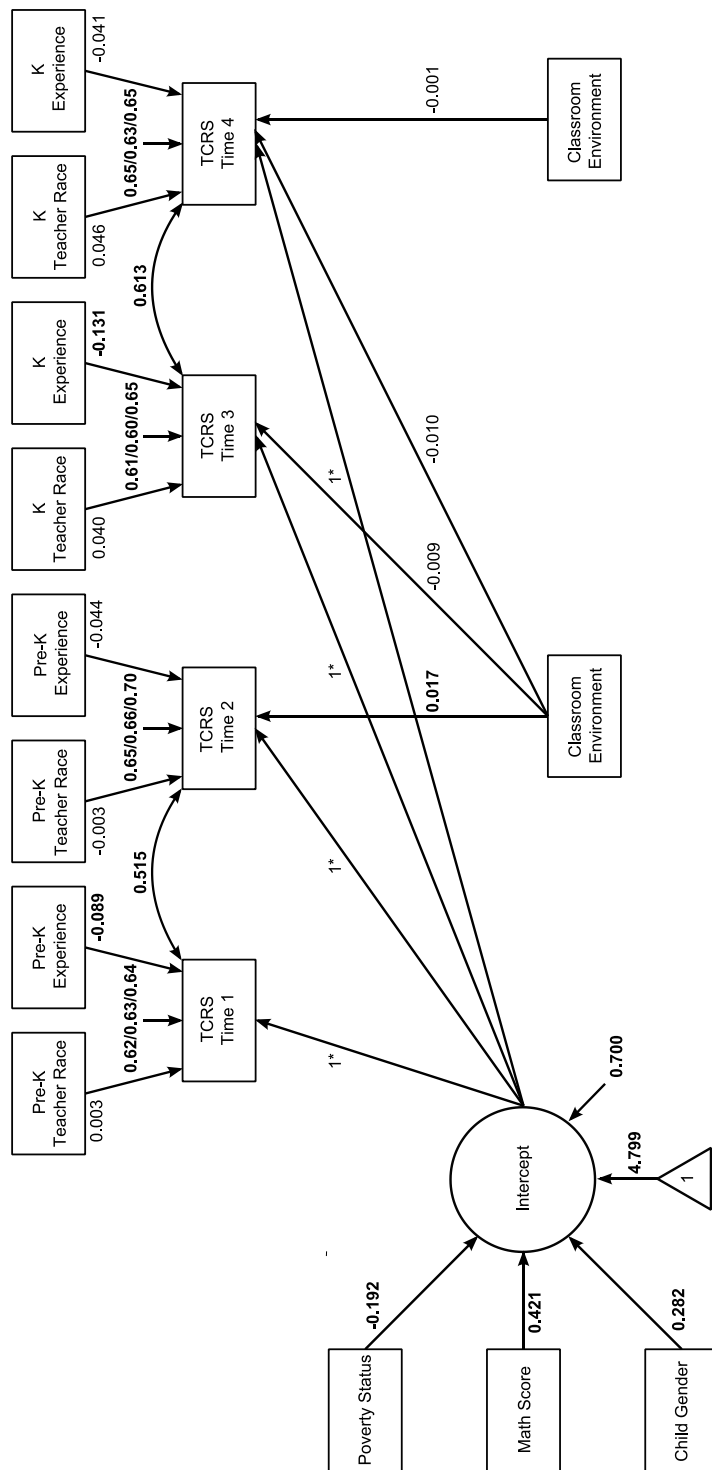 Pre-K
Teacher Race
0.003
Pre-K
Experience
-0.089
Pre-K
Teacher Race
-0.003
Pre-K
Experience
-0.044
K
Teacher Race
0.040
K
Experience
-0.131
K
Teacher Race
0.046
K
Experience
-0.041
0.62/0.63/0.64
0.65/0.66/0.70
0.61/0.60/0.65
0.65/0.63/0.65
0.515
0.613
TCRS
Time 1
TCRS
Time 2
TCRS
Time 3
TCRS
Time 4
1*
1*
1*
1*
0.017
-0.009
-0.010
-0.001
Poverty Status
-0.192
Math Score
0.421
Child Gender
0.282
Intercept
0.700
4.799
1
Classroom
Environment
Classroom
Environment